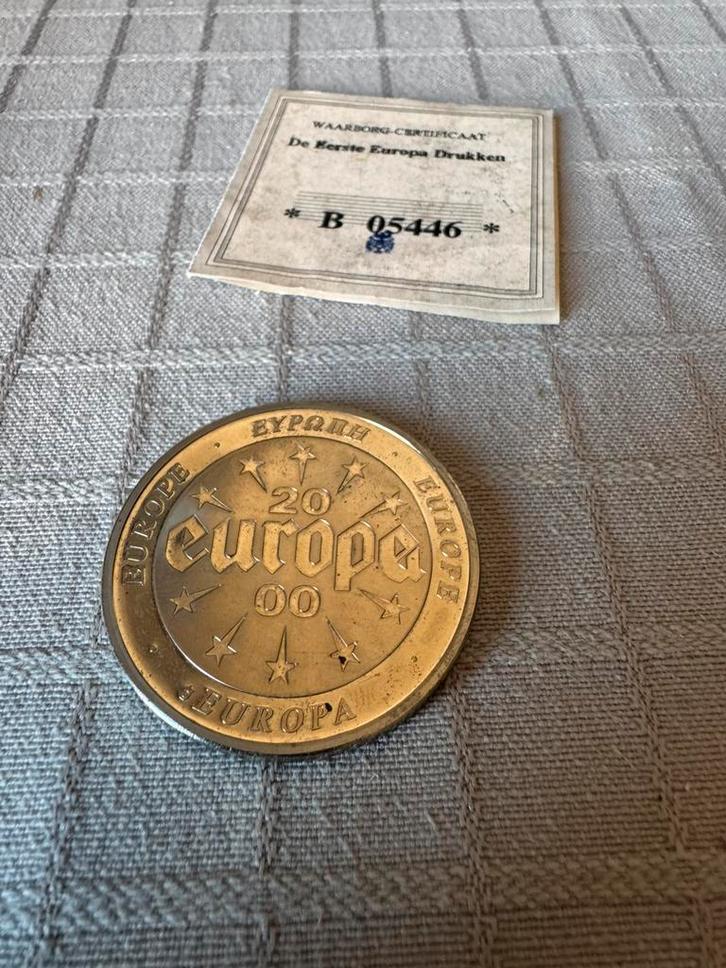 WAARBORG-CERTIFICAAT
De Eerste Europa Drukken
* B 05446 *
ΕΥΡΩΠΗ
EUROPE
EUROPE
20
europa
00
EUROPA